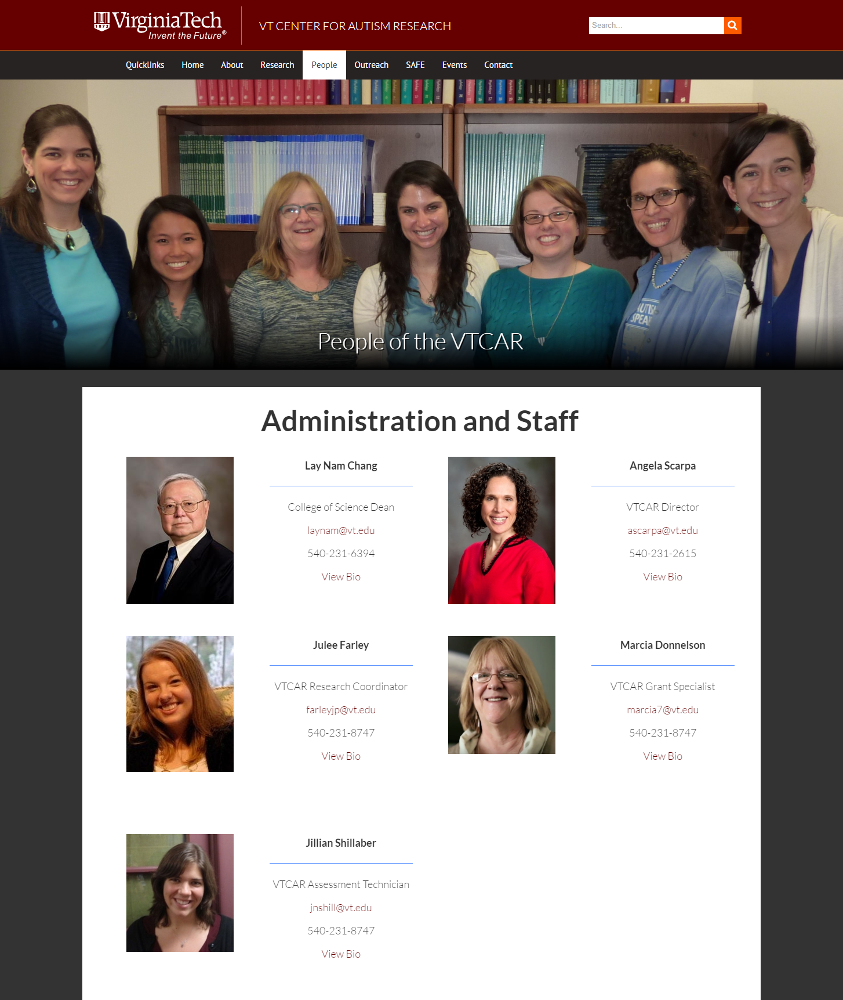 VirginiaTech
1872
Invent the Future®
VT CENTER FOR AUTISM RESEARCH
Search...
Quicklinks Home About Research People Outreach SAFE Events Contact
People of the VTCAR
Administration and Staff
Lay Nam Chang
College of Science Dean
laynam@vt.edu
540-231-6394
View Bio
Angela Scarpa
VTCAR Director
ascarpa@vt.edu
540-231-2615
View Bio
Julee Farley
VTCAR Research Coordinator
farleyjp@vt.edu
540-231-8747
View Bio
Marcia Donnelson
VTCAR Grant Specialist
marcia7@vt.edu
540-231-8747
View Bio
Jillian Shillaber
VTCAR Assessment Technician
jnshill@vt.edu
540-231-8747
View Bio